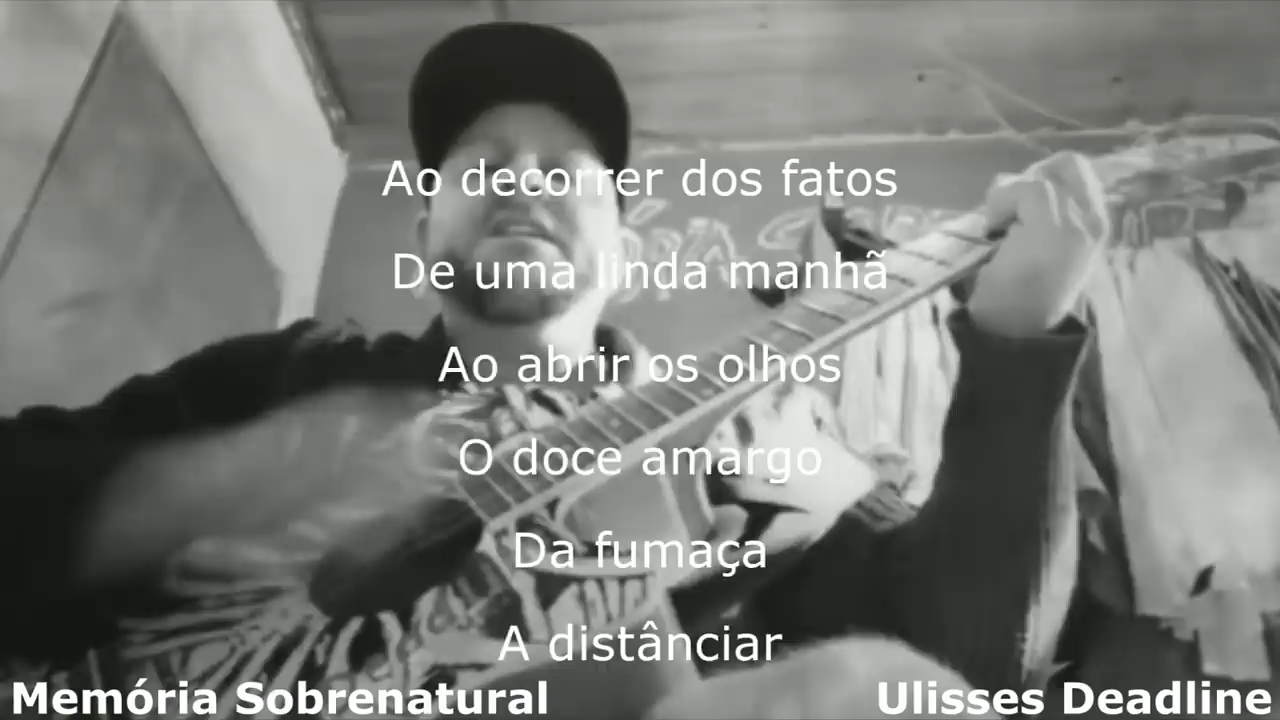 Ao decorrer dos fatos
De uma linda manhã
Ao abrir os olhos
O doce amargo
Da fumaça
A distânciar
Memória Sobrenatural
Ulisses Deadline